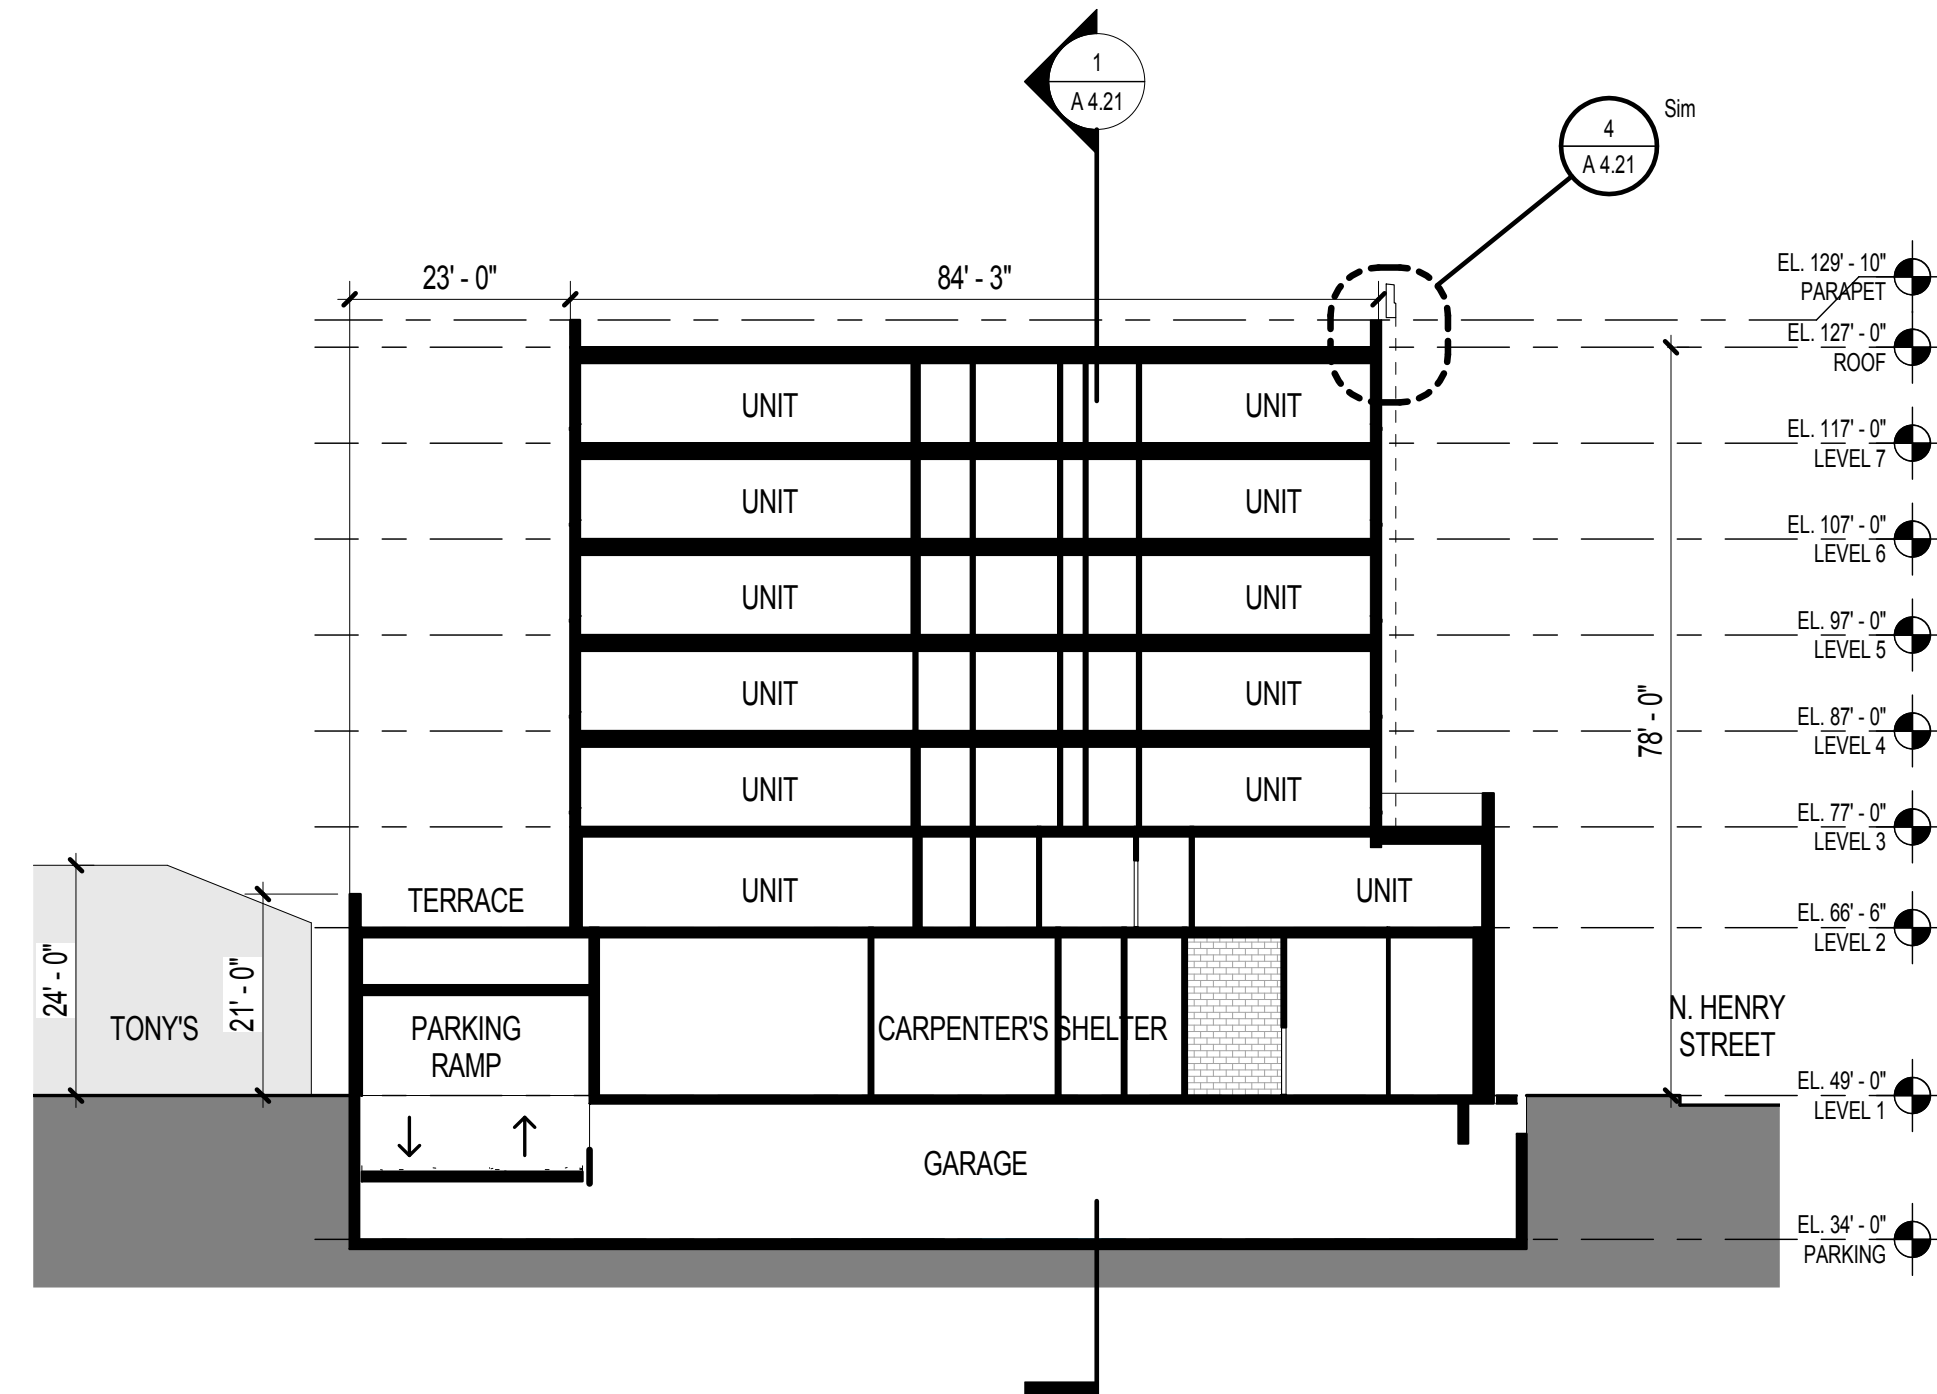 1
A 4.21
Sim
4
A 4.21
23' - 0"
84' - 3"
EL. 129' - 10"
PARAPET
EL. 127' - 0"
ROOF
UNIT
UNIT
EL. 117' - 0"
LEVEL 7
UNIT
UNIT
EL. 107' - 0"
LEVEL 6
UNIT
UNIT
EL. 97' - 0"
LEVEL 5
UNIT
UNIT
78' - 0"
EL. 87' - 0"
LEVEL 4
UNIT
UNIT
EL. 77' - 0"
LEVEL 3
TERRACE
UNIT
UNIT
EL. 66' - 6"
LEVEL 2
24' - 0"
21' - 0"
TONY'S
PARKING
RAMP
CARPENTER'S SHELTER
N. HENRY
STREET
EL. 49' - 0"
LEVEL 1
GARAGE
EL. 34' - 0"
PARKING